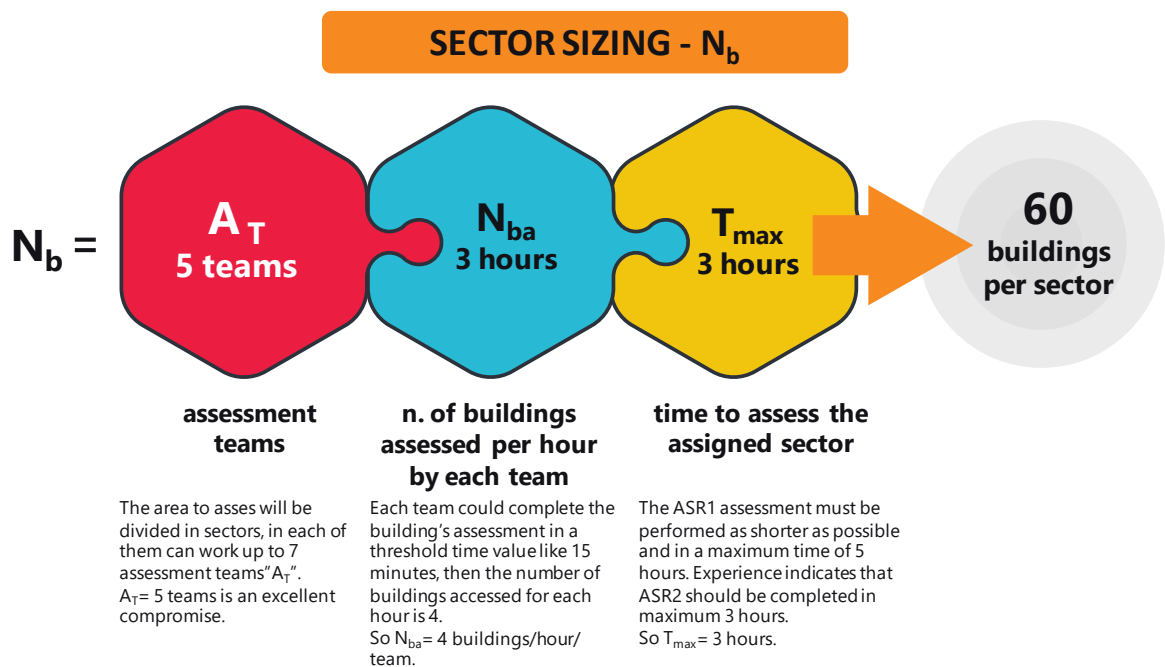 SECTOR SIZING - Nb
Nb =
AT
5 teams
Nba
3 hours
Tmax
3 hours
60
buildings
per sector
assessment
teams
The area to asses will be
divided in sectors, in each of
them can work up to 7
assessment teams"AT".
AT= 5 teams is an excellent
compromise.
n. of buildings
assessed per hour
by each team
Each team could complete the
building's assessment in a
threshold time value like 15
minutes, then the number of
buildings accessed for each
hour is 4.
So Nba= 4 buildings/hour/
team.
time to assess the
assigned sector
The ASR1 assessment must be
performed as shorter as possible
and in a maximum time of 5
hours. Experience indicates that
ASR2 should be completed in
maximum 3 hours.
So Tmax= 3 hours.